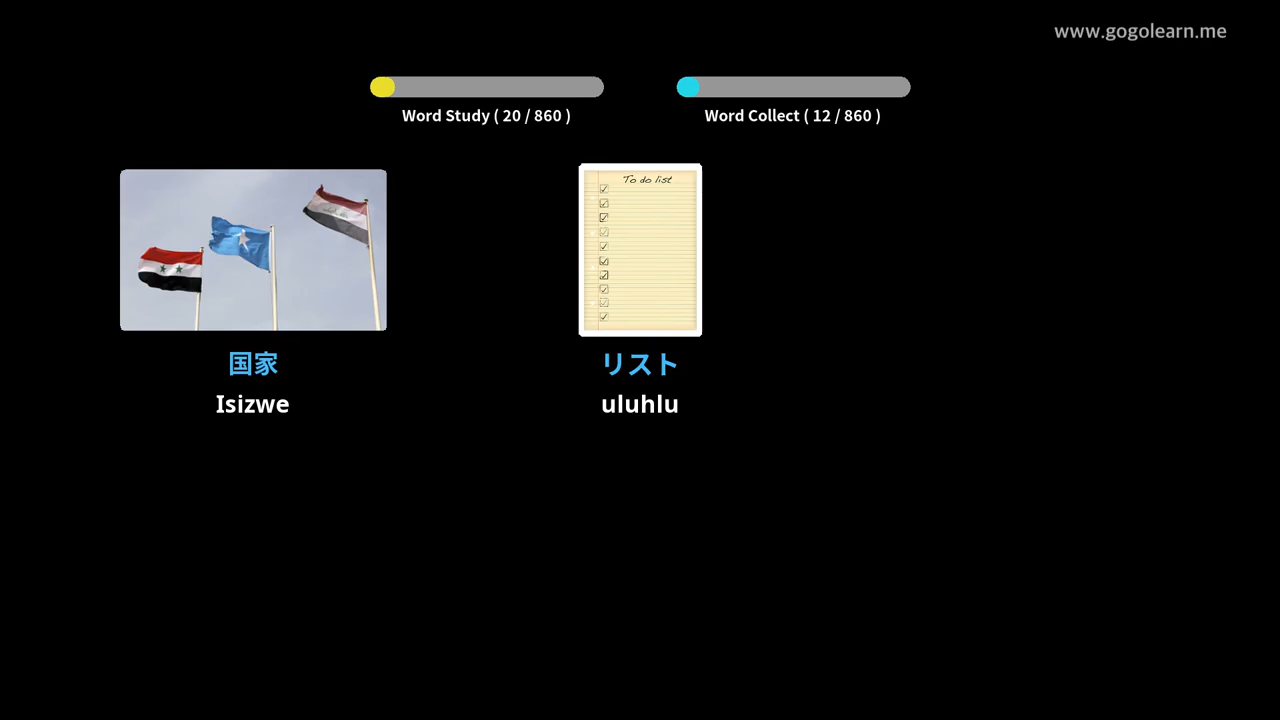 www.gogolearn.me
Word Study ( 20 / 860 )
Word Collect ( 12 / 860 )
To do list
国家
リスト
Isizwe
uluhlu